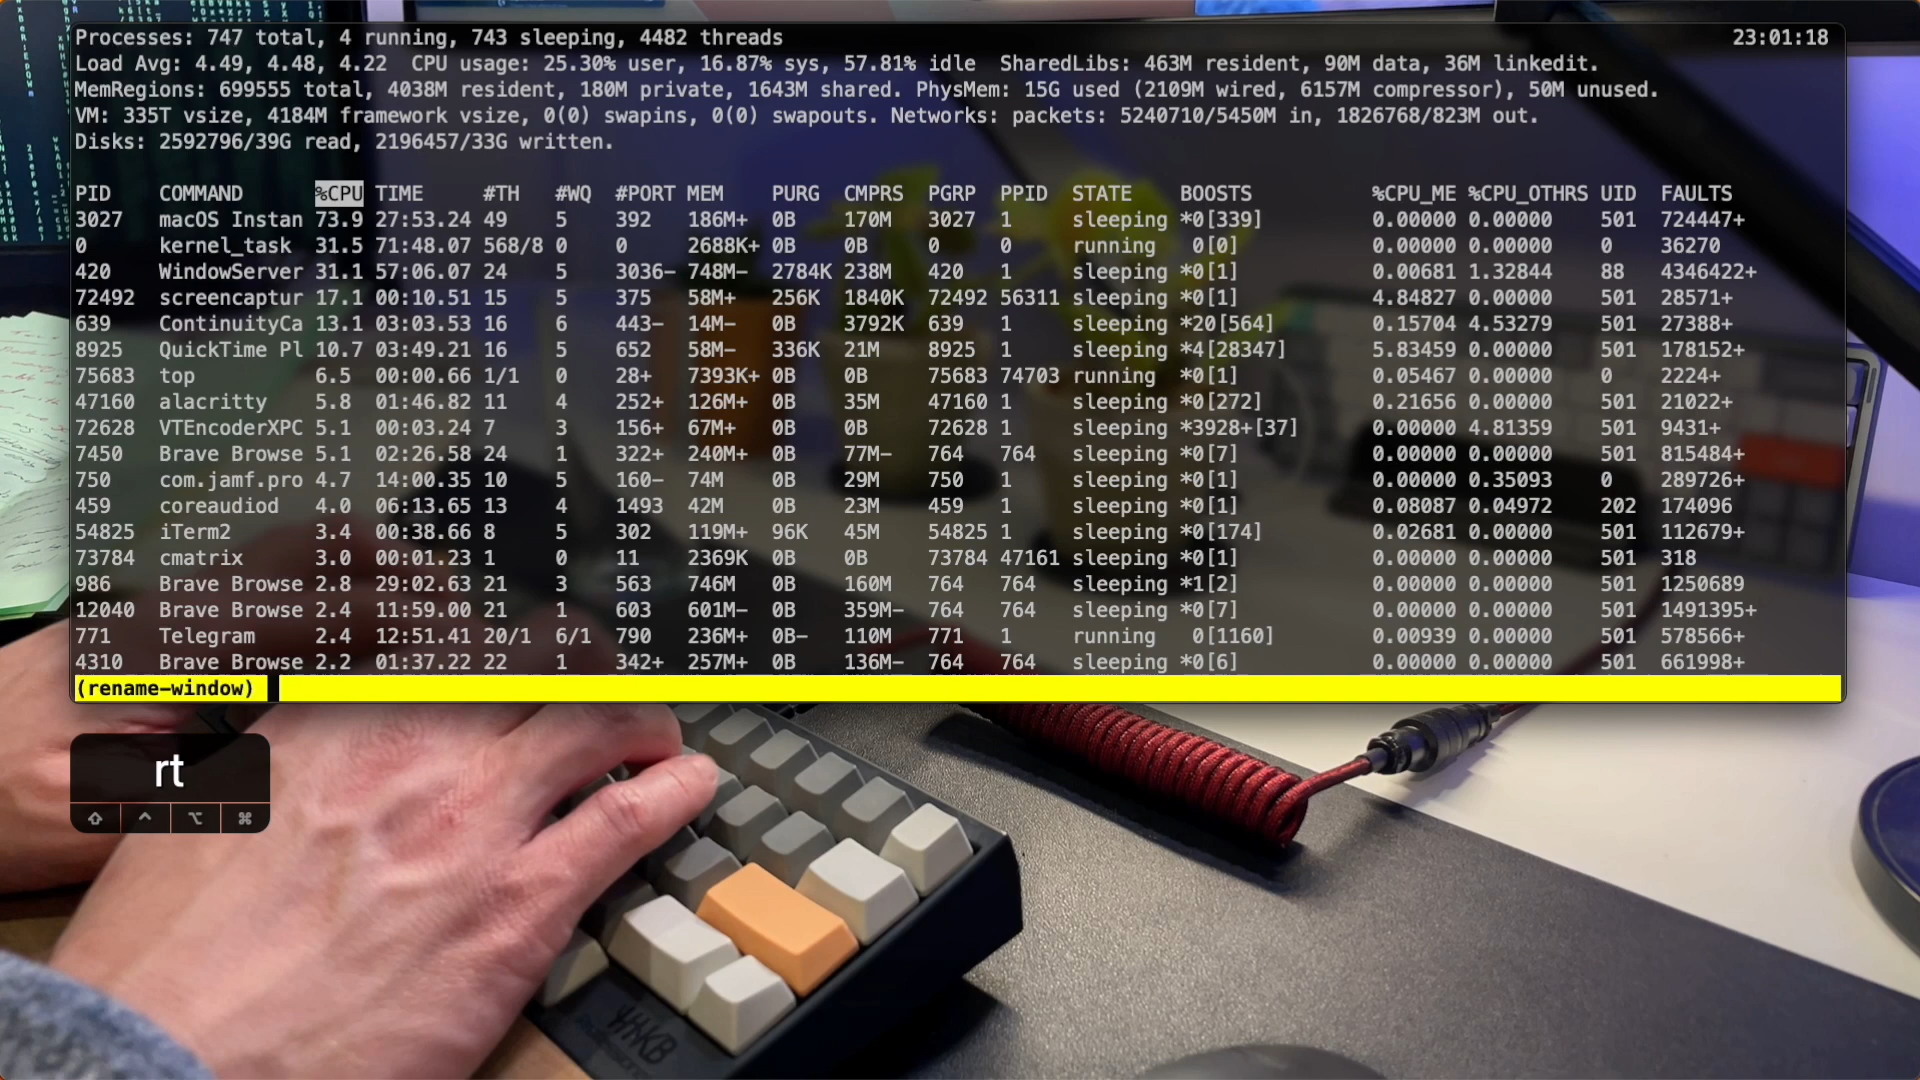 Processes: 747 total, 4 running, 743 sleeping, 4482 threads 23:01:18
Load Avg: 4.49, 4.48, 4.22 CPU usage: 25.30% user, 16.87% sys, 57.81% idle SharedLibs: 463M resident, 90M data, 36M linkedit.
MemRegions: 699555 total, 4038M resident, 180M private, 1643M shared. PhysMem: 15G used (2109M wired, 6157M compressor), 50M unused.
VM: 335T vsize, 4184M framework vsize, 0(0) swapins, 0(0) swapouts. Networks: packets: 5240710/5450M in, 1826768/823M out.
Disks: 2592796/39G read, 2196457/33G written.
PID COMMAND %CPU TIME #TH #WQ #PORT MEM PURG CMPRS PGRP PPID STATE BOOSTS %CPU_ME %CPU_OTHRS UID FAULTS
3027 macOS Instan 73.9 27:53.24 49 5 392 186M+ 0B 170M 3027 1 sleeping *0[339] 0.00000 0.00000 501 724447+
0 kernel_task 31.5 71:48.07 568/8 0 0 2688K+ 0B 0B 0 0 running 0[0] 0.00000 0.00000 0 36270
420 WindowServer 31.1 57:06.07 24 5 3036- 748M- 2784K 238M 420 1 sleeping *0[1] 0.00681 1.32844 88 4346422+
72492 screencaptur 17.1 00:10.51 15 5 375 58M+ 256K 1840K 72492 56311 sleeping *0[1] 4.84827 0.00000 501 28571+
639 ContinuityCa 13.1 03:03.53 16 6 443- 14M- 0B 3792K 639 1 sleeping *20[564] 0.15704 4.53279 501 27388+
8925 QuickTime Pl 10.7 03:49.21 16 5 652 58M- 336K 21M 8925 1 sleeping *4[28347] 5.83459 0.00000 501 178152+
75683 top 6.5 00:00.66 1/1 0 28+ 7393K+ 0B 0B 75683 74703 running *0[1] 0.05467 0.00000 0 2224+
47160 alacritty 5.8 01:46.82 11 4 252+ 126M+ 0B 35M 47160 1 sleeping *0[272] 0.21656 0.00000 501 21022+
72628 VTEncoderXPC 5.1 00:03.24 7 3 156+ 67M+ 0B 0B 72628 1 sleeping *3928+[37] 0.00000 4.81359 501 9431+
7450 Brave Browse 5.1 02:26.58 24 1 322+ 240M+ 0B 77M- 764 764 sleeping *0[7] 0.00000 0.00000 501 815484+
750 com.jamf.pro 4.7 14:00.35 10 5 160- 74M 0B 29M 750 1 sleeping *0[1] 0.00000 0.35093 0 289726+
459 coreaudiod 4.0 06:13.65 13 4 1493 42M 0B 23M 459 1 sleeping *0[1] 0.08087 0.04972 202 174096
54825 iTerm2 3.4 00:38.66 8 5 302 119M+ 96K 45M 54825 1 sleeping *0[174] 0.02681 0.00000 501 112679+
73784 cmatrix 3.0 00:01.23 1 0 11 2369K 0B 0B 73784 47161 sleeping *0[1] 0.00000 0.00000 501 318
986 Brave Browse 2.8 29:02.63 21 3 563 746M 0B 160M 764 764 sleeping *1[2] 0.00000 0.00000 501 1250689
12040 Brave Browse 2.4 11:59.00 21 1 603 601M- 0B 359M- 764 764 sleeping *0[7] 0.00000 0.00000 501 1491395+
771 Telegram 2.4 12:51.41 20/1 6/1 790 236M+ 0B- 110M 771 1 running 0[1160] 0.00939 0.00000 501 578566+
4310 Brave Browse 2.2 01:37.22 22 1 342+ 257M+ 0B 136M- 764 764 sleeping *0[6] 0.00000 0.00000 501 661998+
(rename-window)
rt
⇧ ^ ⌥ ⌘
HHKB